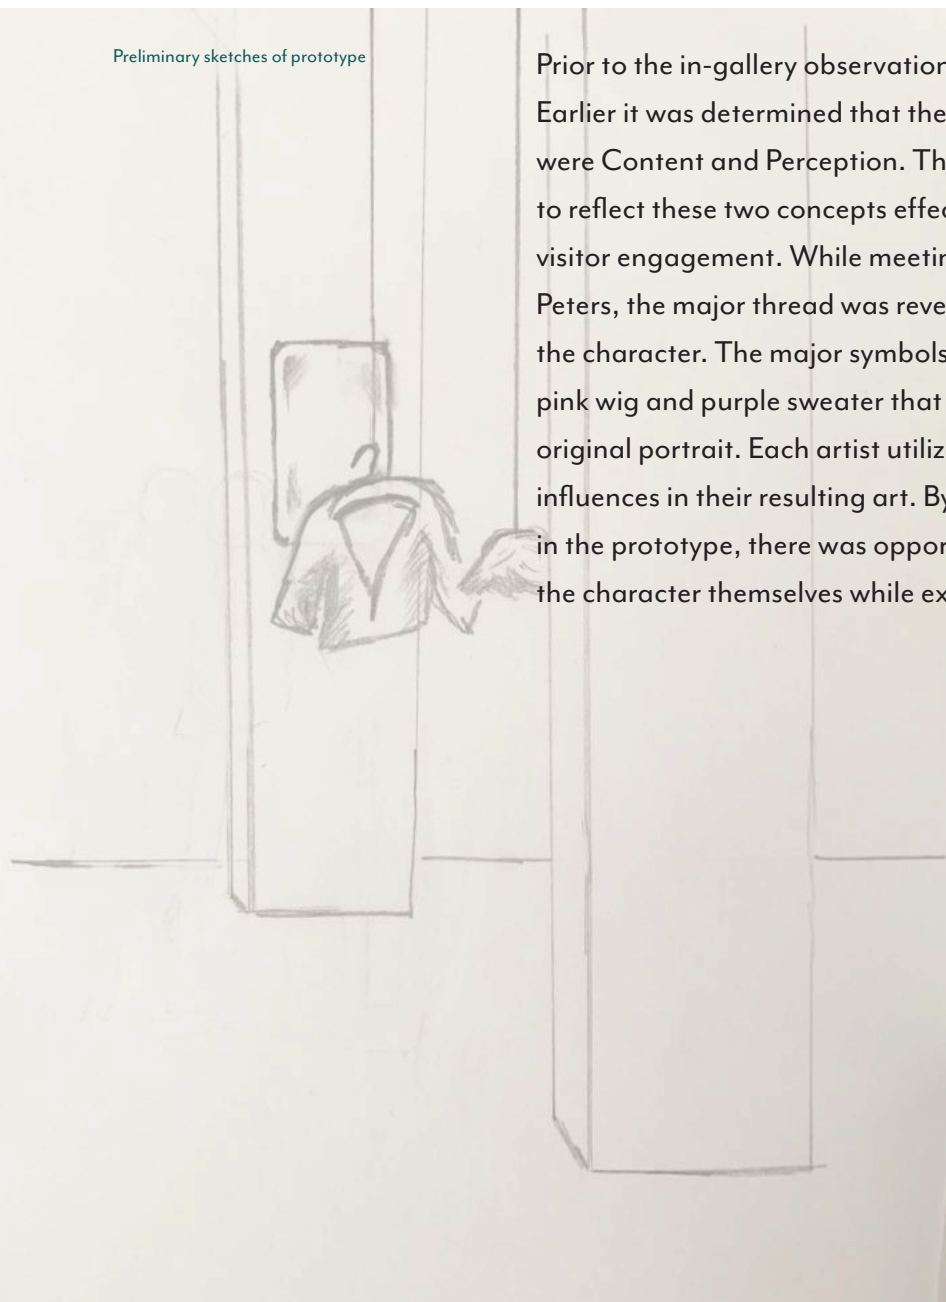 Preliminary sketches of prototype
Prior to the in-gallery observation
Earlier it was determined that the
were Content and Perception. Th
to reflect these two concepts effec
visitor engagement. While meetin
Peters, the major thread was reve
the character. The major symbols
pink wig and purple sweater that
original portrait. Each artist utiliz
influences in their resulting art. By
in the prototype, there was oppor
the character themselves while ex